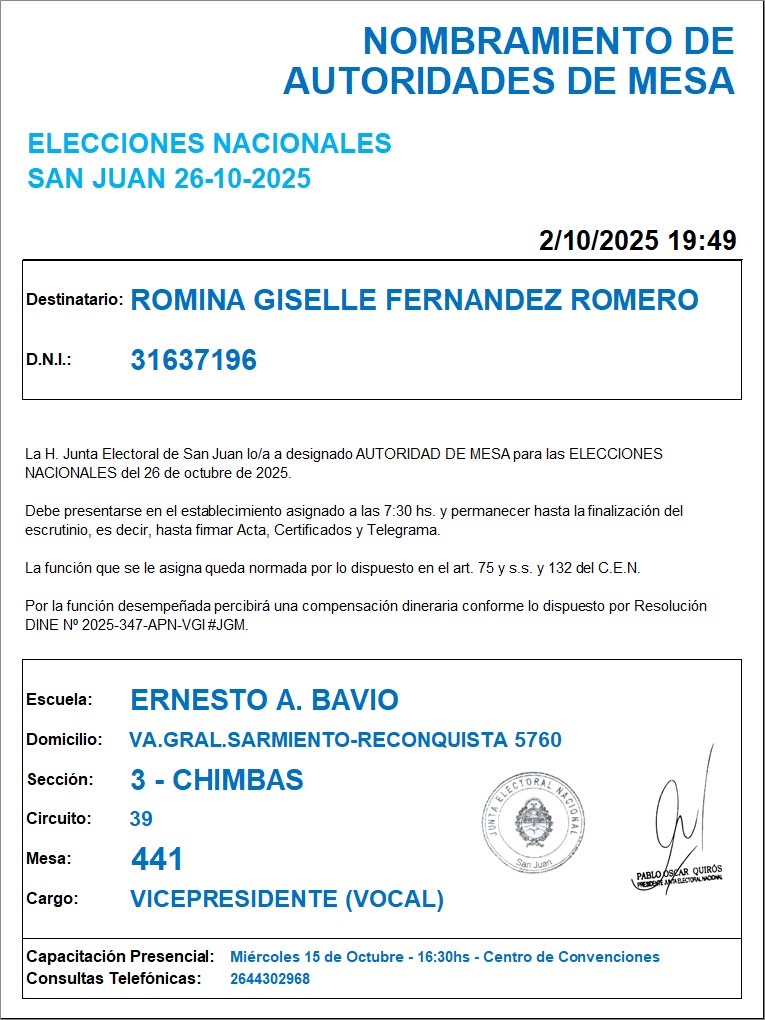 NOMBRAMIENTO DE
AUTORIDADES DE MESA
ELECCIONES NACIONALES
SAN JUAN 26-10-2025
2/10/2025 19:49
Destinatario: ROMINA GISELLE FERNANDEZ ROMERO
D.N.I.: 31637196
La H. Junta Electoral de San Juan lo/a a designado AUTORIDAD DE MESA para las ELECCIONES
NACIONALES del 26 de octubre de 2025.
Debe presentarse en el establecimiento asignado a las 7:30 hs. y permanecer hasta la finalización del
escrutinio, es decir, hasta firmar Acta, Certificados y Telegrama.
La función que se le asigna queda normada por lo dispuesto en el art. 75 y s.s. y 132 del C.E.N.
Por la función desempeñada percibirá una compensación dineraria conforme lo dispuesto por Resolución
DINE Nº 2025-347-APN-VGI#JGM.
Escuela: ERNESTO A. BAVIO
Domicilio: VA.GRAL.SARMIENTO-RECONQUISTA 5760
Sección: 3 - CHIMBAS
Circuito: 39
Mesa: 441
Cargo: VICEPRESIDENTE (VOCAL)
JUNTA ELECTORAL NACIONAL
San Juan
PABLO OSCAR QUIRÓS
PRESIDENTE JUNTA ELECTORAL NACIONAL
Capacitación Presencial: Miércoles 15 de Octubre - 16:30hs - Centro de Convenciones
Consultas Telefónicas: 2644302968